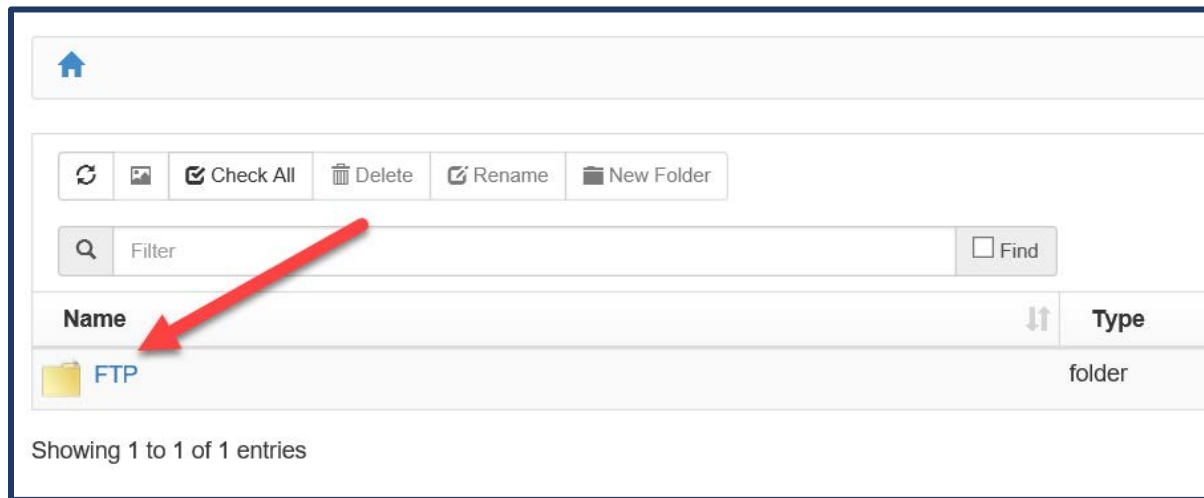 Check All Delete Rename New Folder
Filter Find
Name Type
FTP folder
Showing 1 to 1 of 1 entries